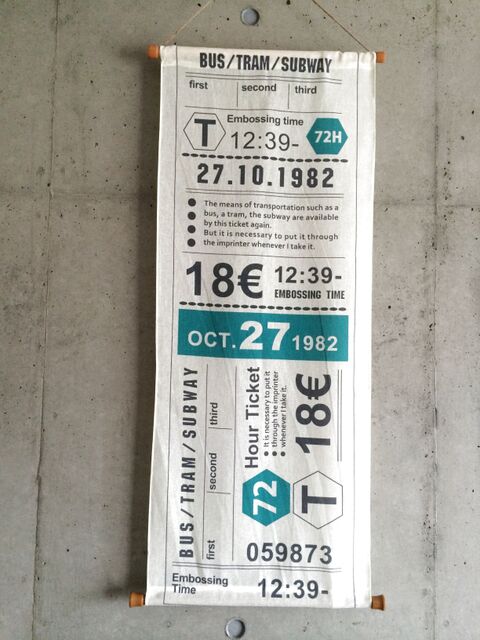 BUS/TRAM/SUBWAY
first second third
T
Embossing time
12:39-
72H
27.10.1982
The means of transportation such as a
bus, a tram, the subway are available
by this ticket again.
But it is necessary to put it through
the imprinter whenever I take it.
18€
12:39-
EMBOSSING TIME
OCT.27 1982
BUS/TRAM/SUBWAY
first second third
72 Hour Ticket
It is necessary to put it
through the imprinter
whenever I take it.
T 18€
059873
Embossing
Time
12:39-